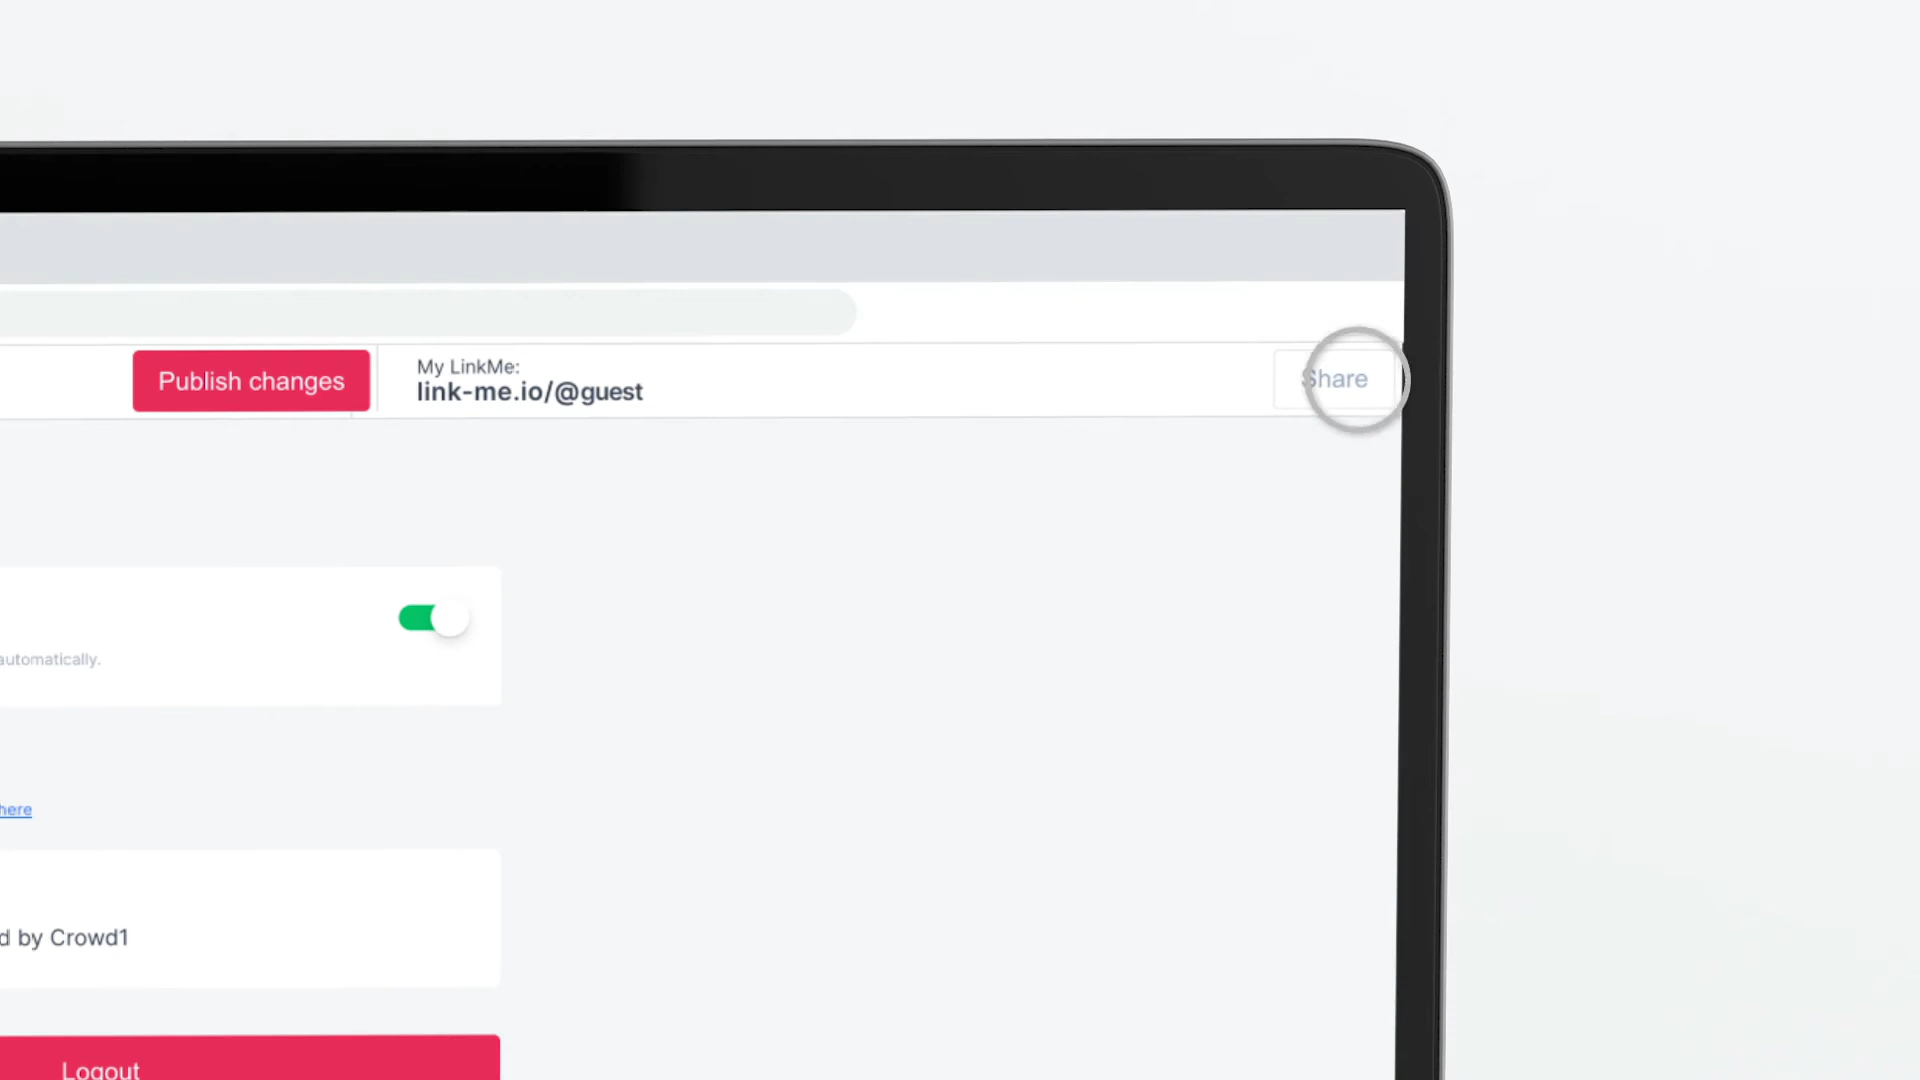 Publish changes
My LinkMe:
link-me.io/@guest
Share
automatically.
here
d by Crowd1
Logout